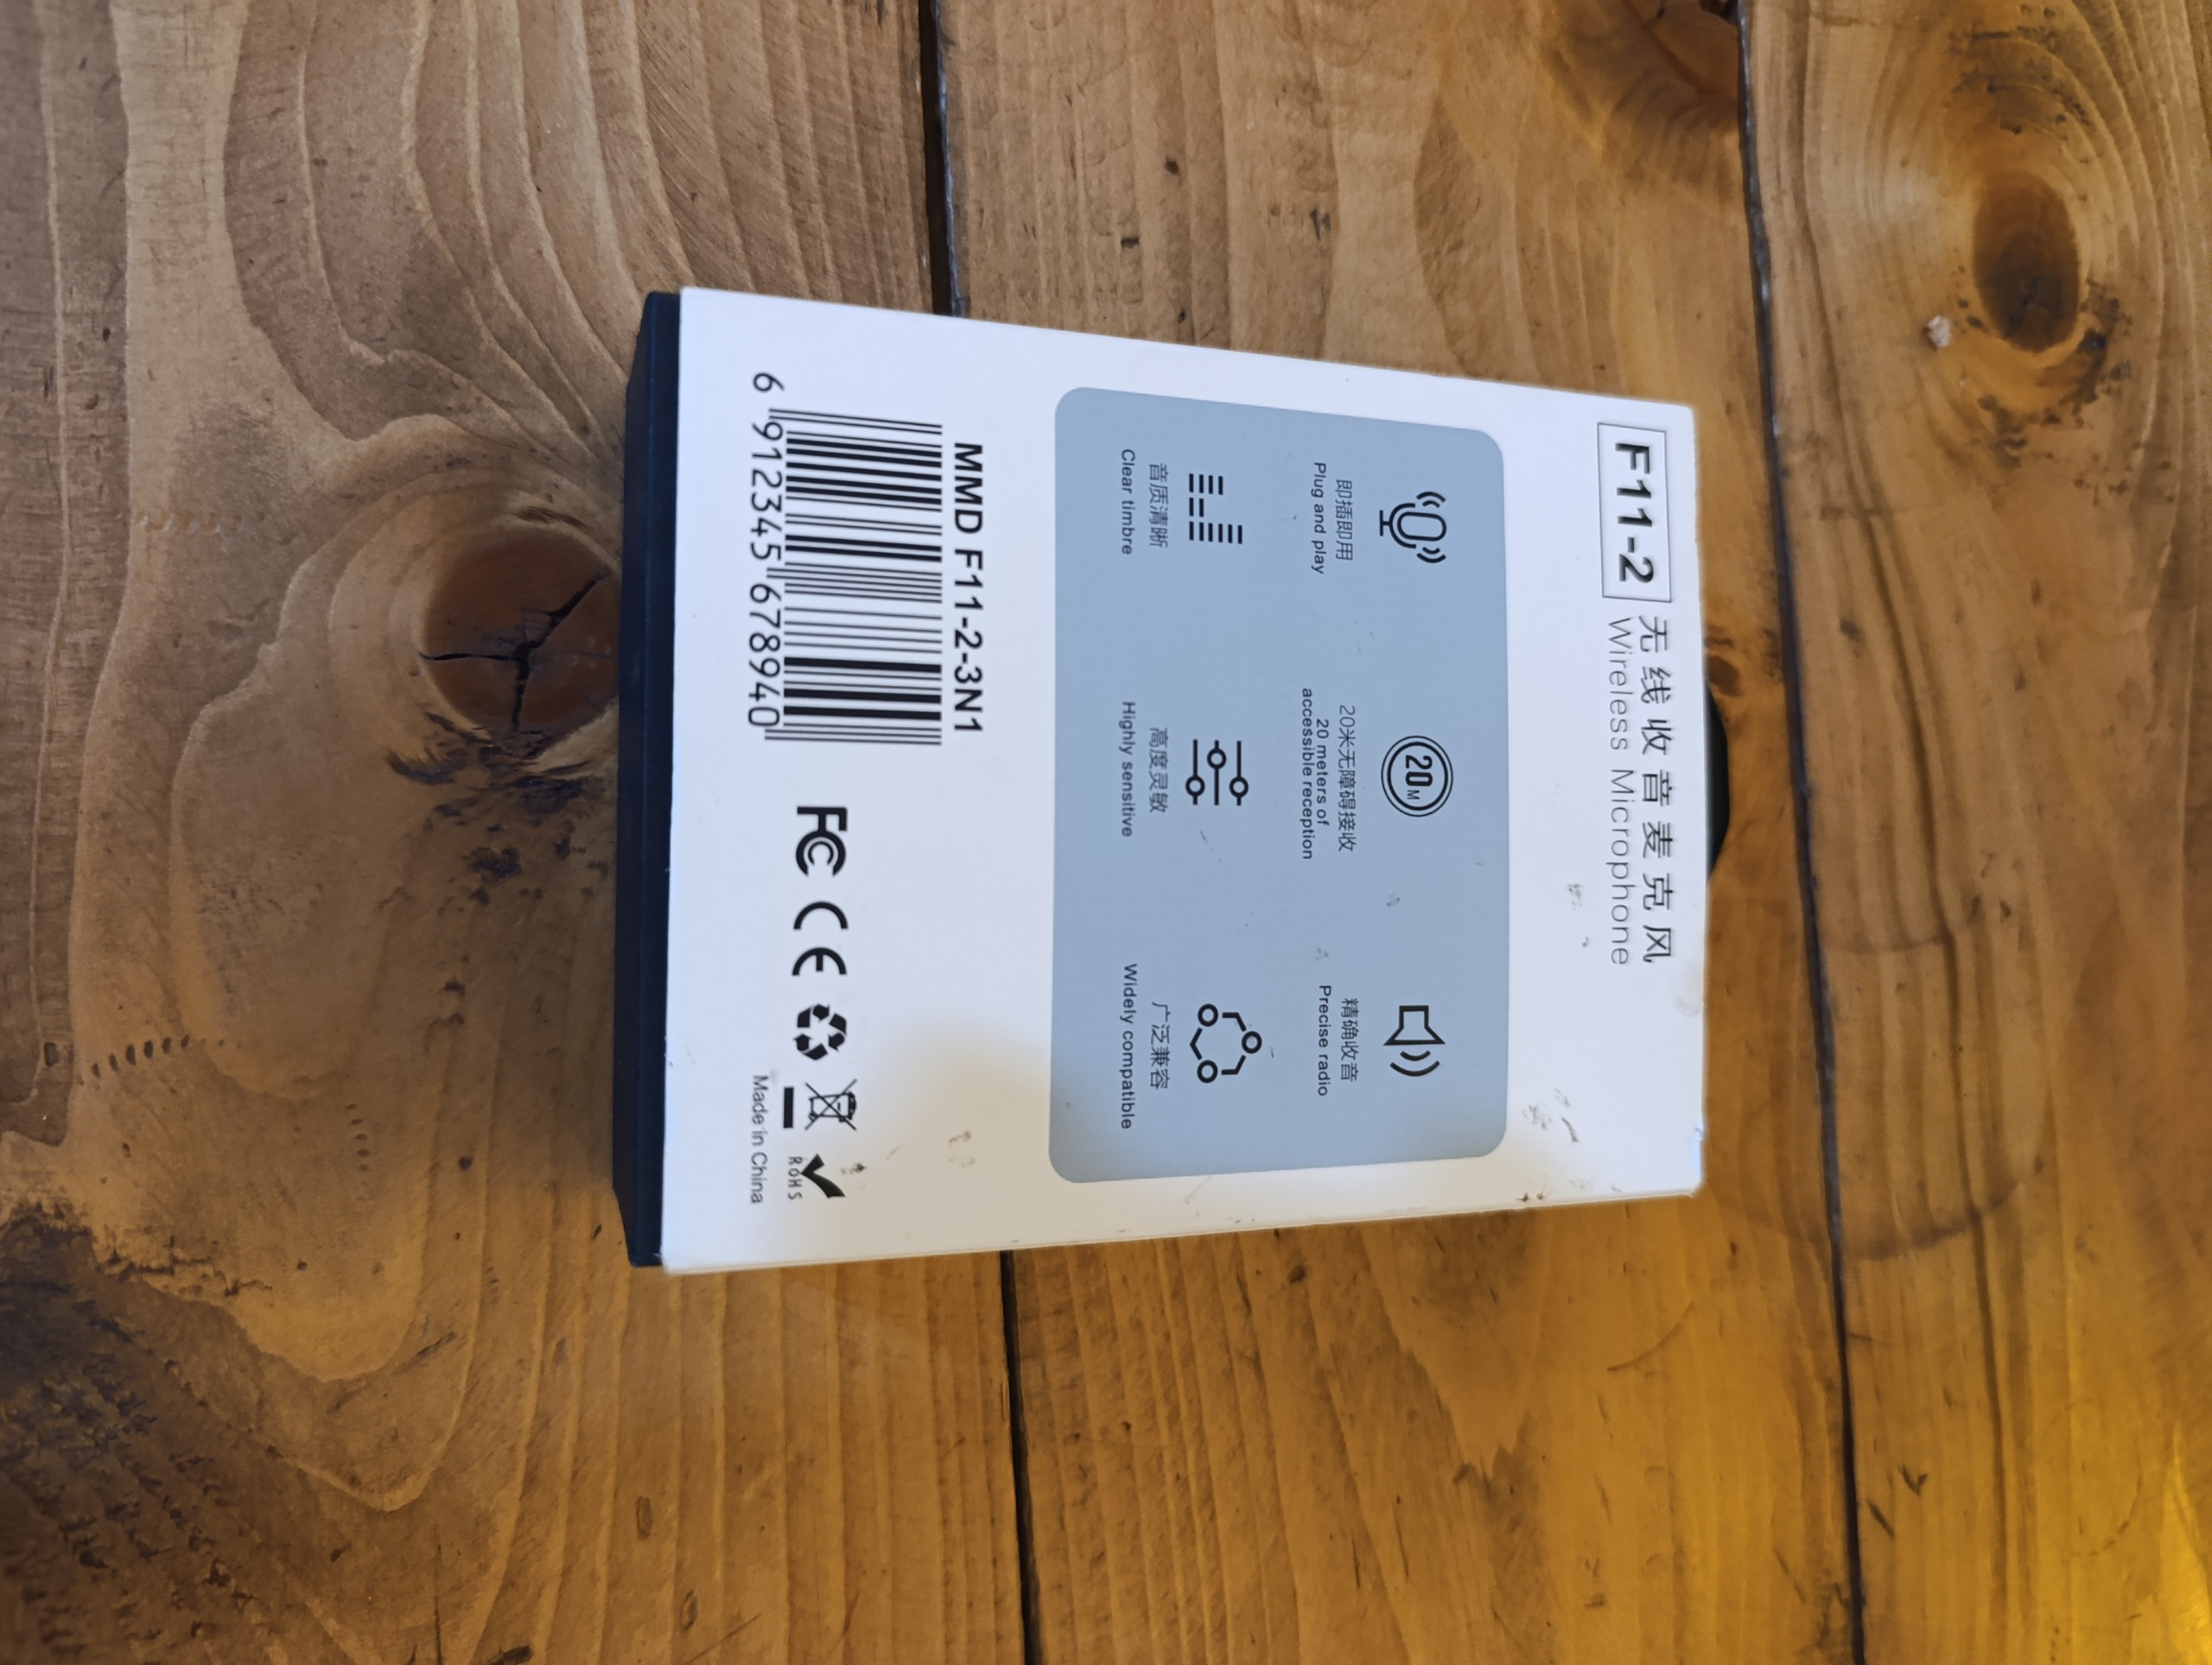 F11-2
无线收音麦克风
Wireless Microphone
20M
即插即用
Plug and play
20米无障碍接收
20 meters of
accessible reception
精确收音
Precise radio
音质清晰
Clear timbre
高度灵敏
Highly sensitive
广泛兼容
Widely compatible
MMD F11-2-3N1
6 912345 678940
FC CE
ROHS
Made in China